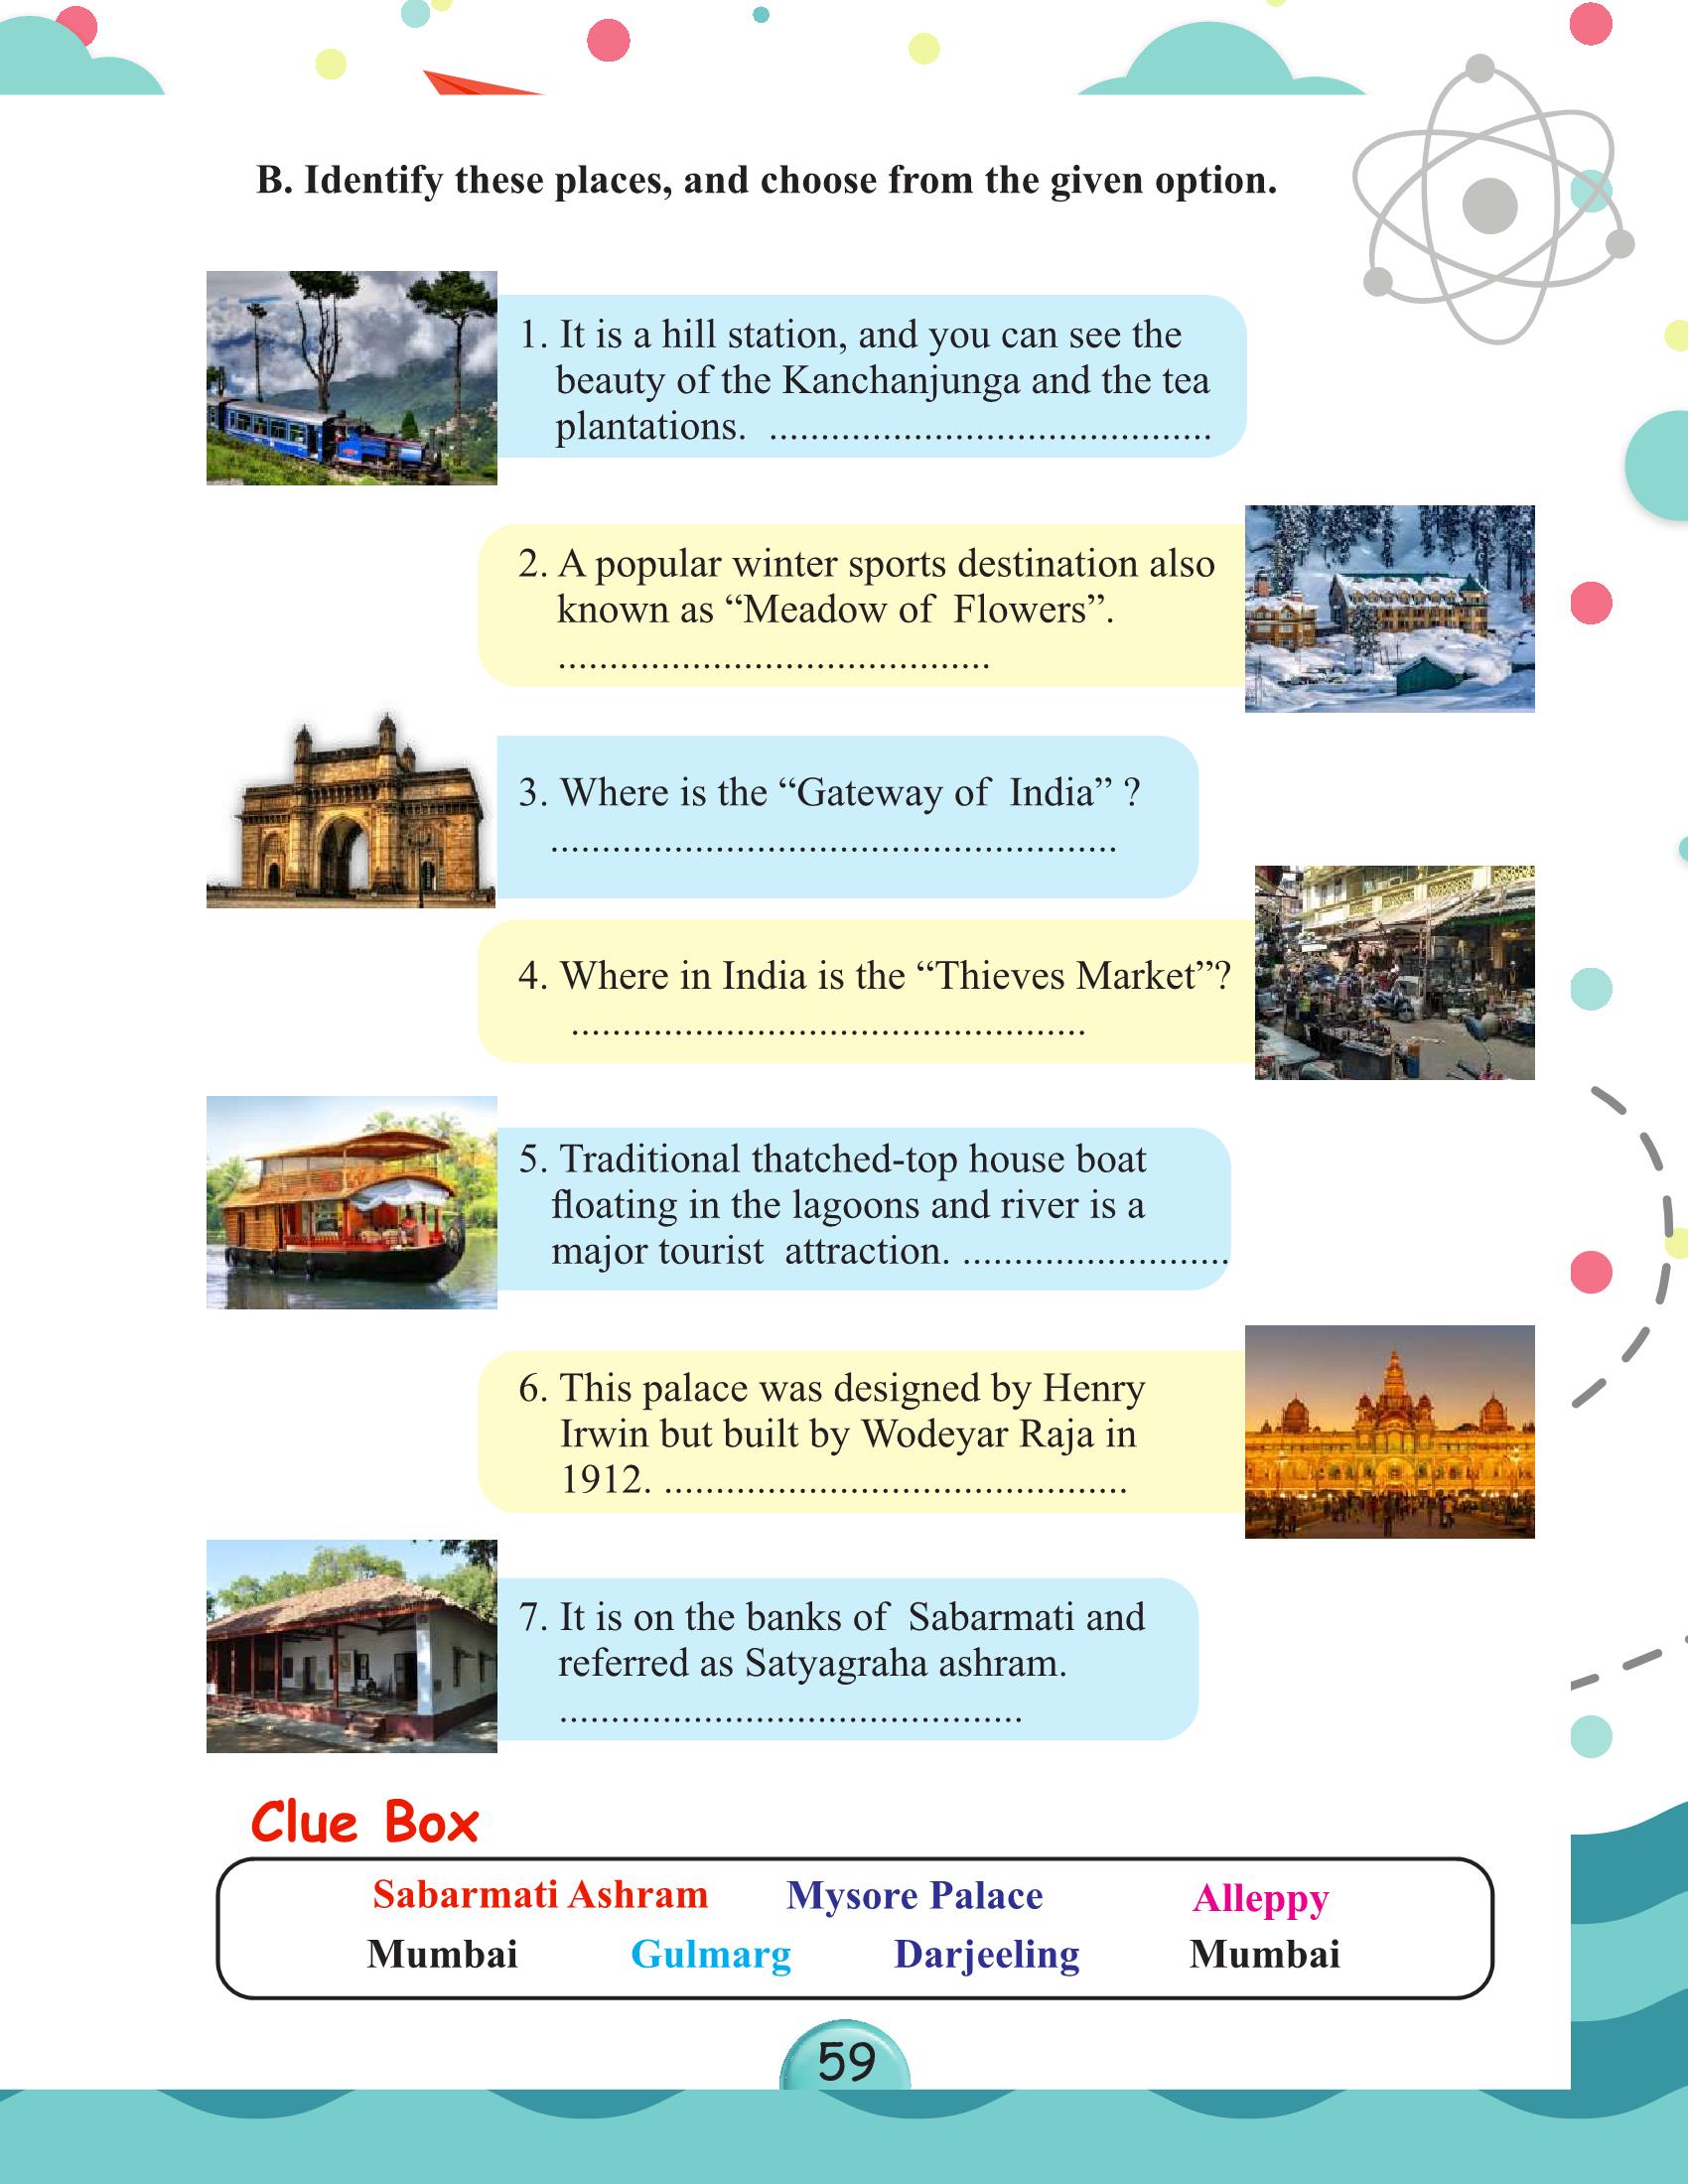 B. Identify these places, and choose from the given option.
1. It is a hill station, and you can see the
beauty of the Kanchanjunga and the tea
plantations. ...........................................
2. A popular winter sports destination also
known as “Meadow of Flowers”.
..........................................
3. Where is the “Gateway of India” ?
.......................................................
4. Where in India is the “Thieves Market”?
..................................................
5. Traditional thatched-top house boat
floating in the lagoons and river is a
major tourist attraction. ..........................
6. This palace was designed by Henry
Irwin but built by Wodeyar Raja in
1912. .............................................
7. It is on the banks of Sabarmati and
referred as Satyagraha ashram.
.............................................
Clue Box
Sabarmati Ashram Mysore Palace Alleppy
Mumbai Gulmarg Darjeeling Mumbai
59